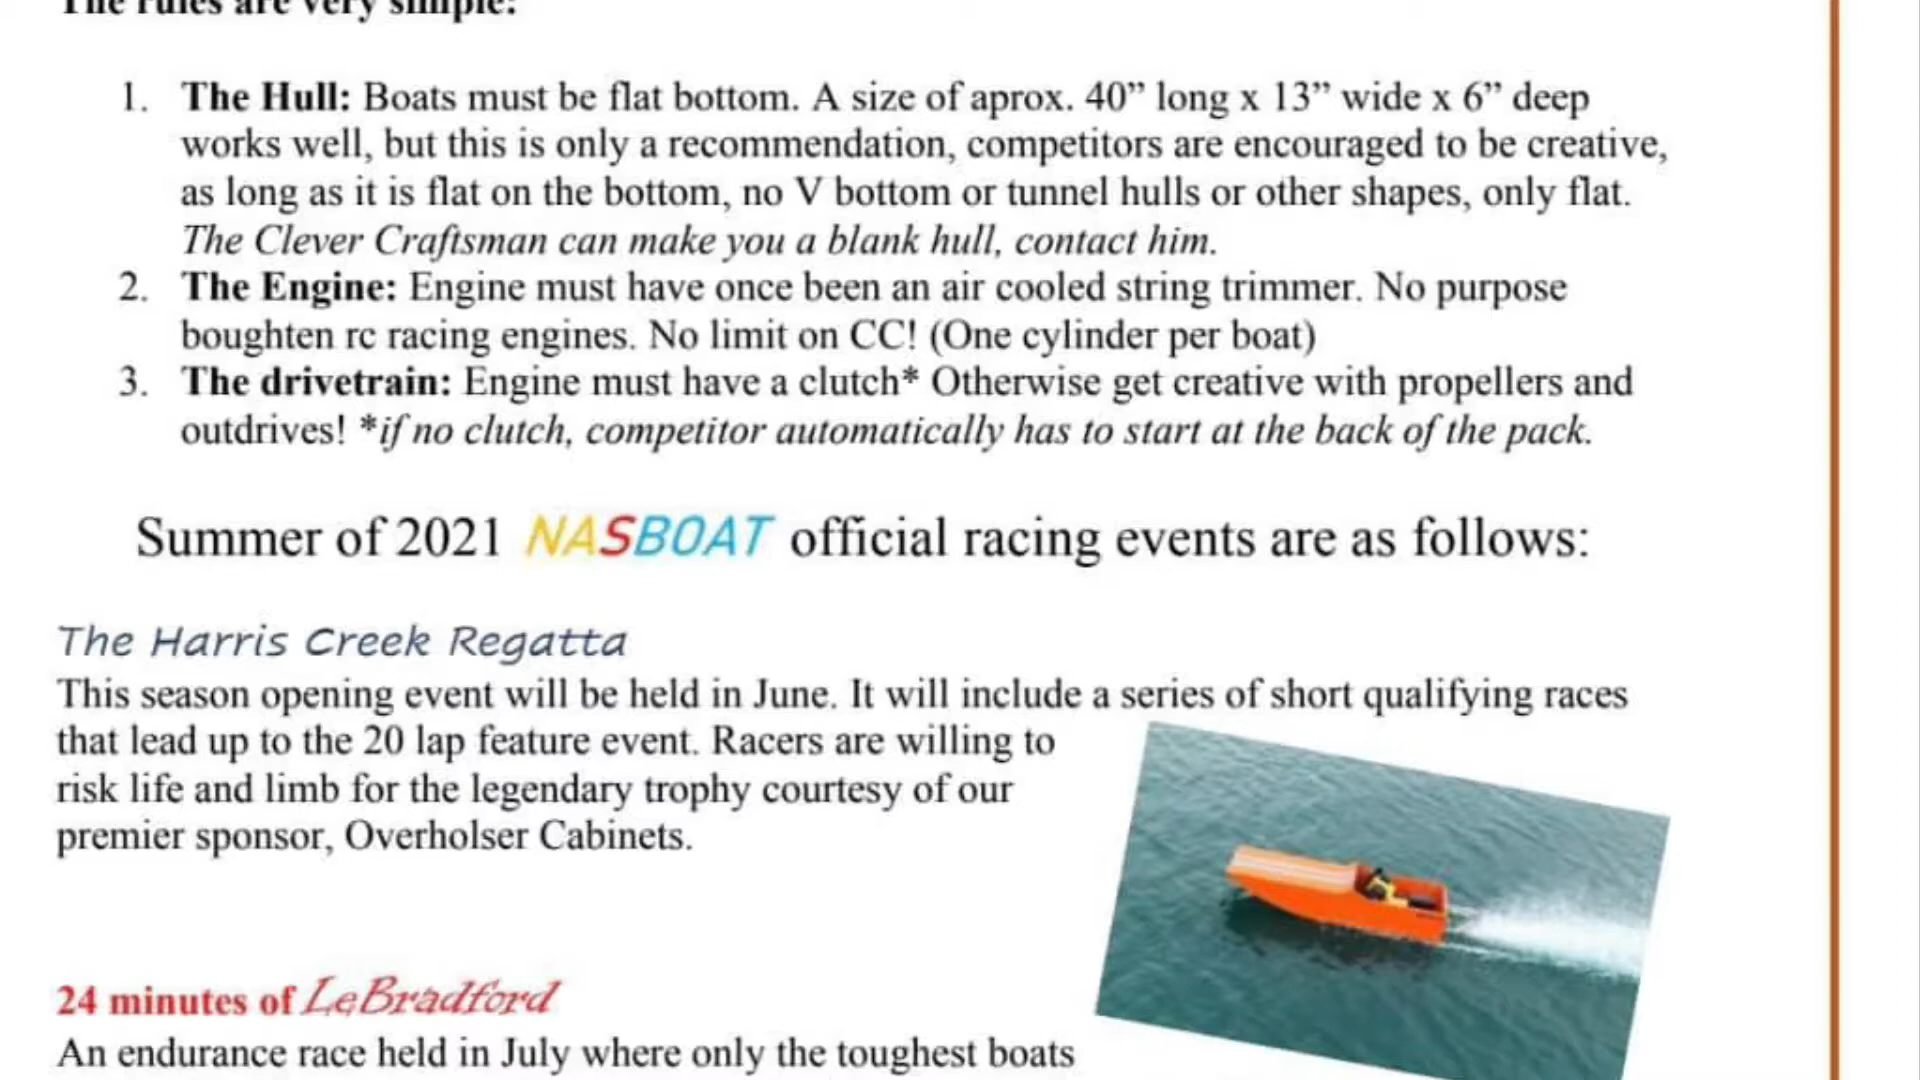 The rules are very simple:
1. The Hull: Boats must be flat bottom. A size of aprox. 40” long x 13” wide x 6” deep
works well, but this is only a recommendation, competitors are encouraged to be creative,
as long as it is flat on the bottom, no V bottom or tunnel hulls or other shapes, only flat.
The Clever Craftsman can make you a blank hull, contact him.
2. The Engine: Engine must have once been an air cooled string trimmer. No purpose
boughten rc racing engines. No limit on CC! (One cylinder per boat)
3. The drivetrain: Engine must have a clutch* Otherwise get creative with propellers and
outdrives! *if no clutch, competitor automatically has to start at the back of the pack.
Summer of 2021 NASBOAT official racing events are as follows:
The Harris Creek Regatta
This season opening event will be held in June. It will include a series of short qualifying races
that lead up to the 20 lap feature event. Racers are willing to
risk life and limb for the legendary trophy courtesy of our
premier sponsor, Overholser Cabinets.
24 minutes of LeBradford
An endurance race held in July where only the toughest boats